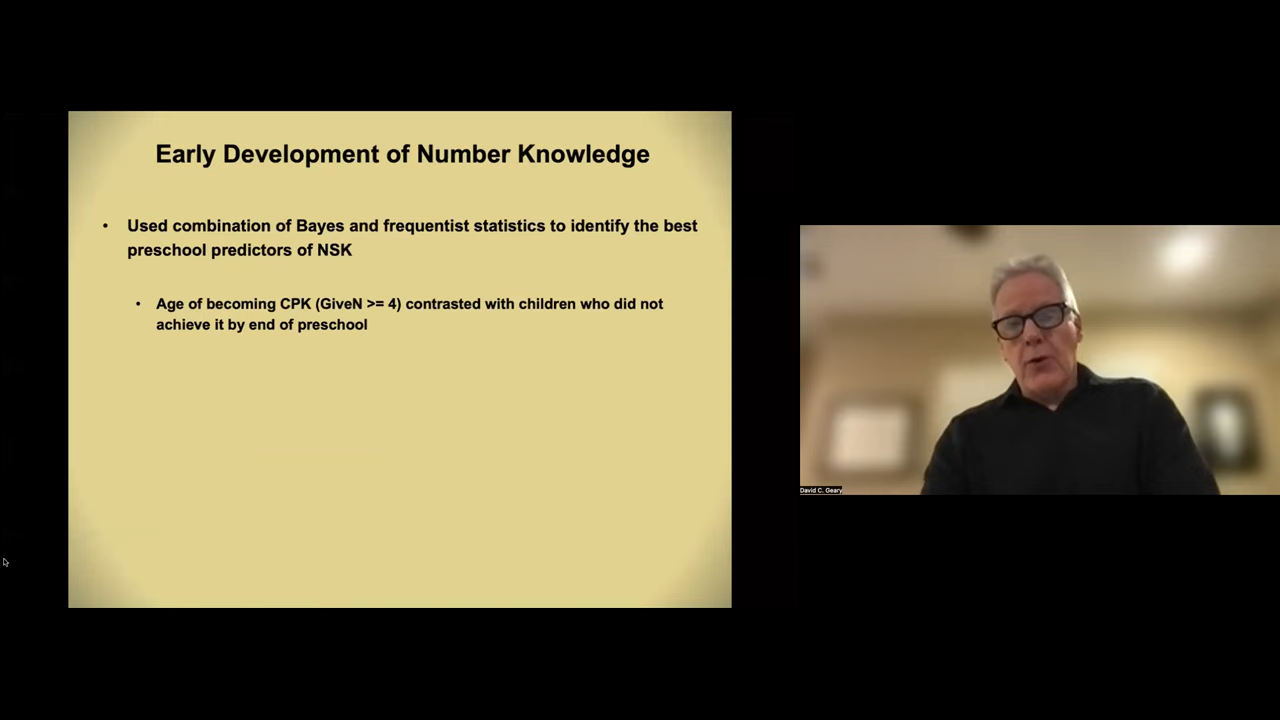 Early Development of Number Knowledge
• Used combination of Bayes and frequentist statistics to identify the best
preschool predictors of NSK
• Age of becoming CPK (GiveN >= 4) contrasted with children who did not
achieve it by end of preschool
David C. Geary